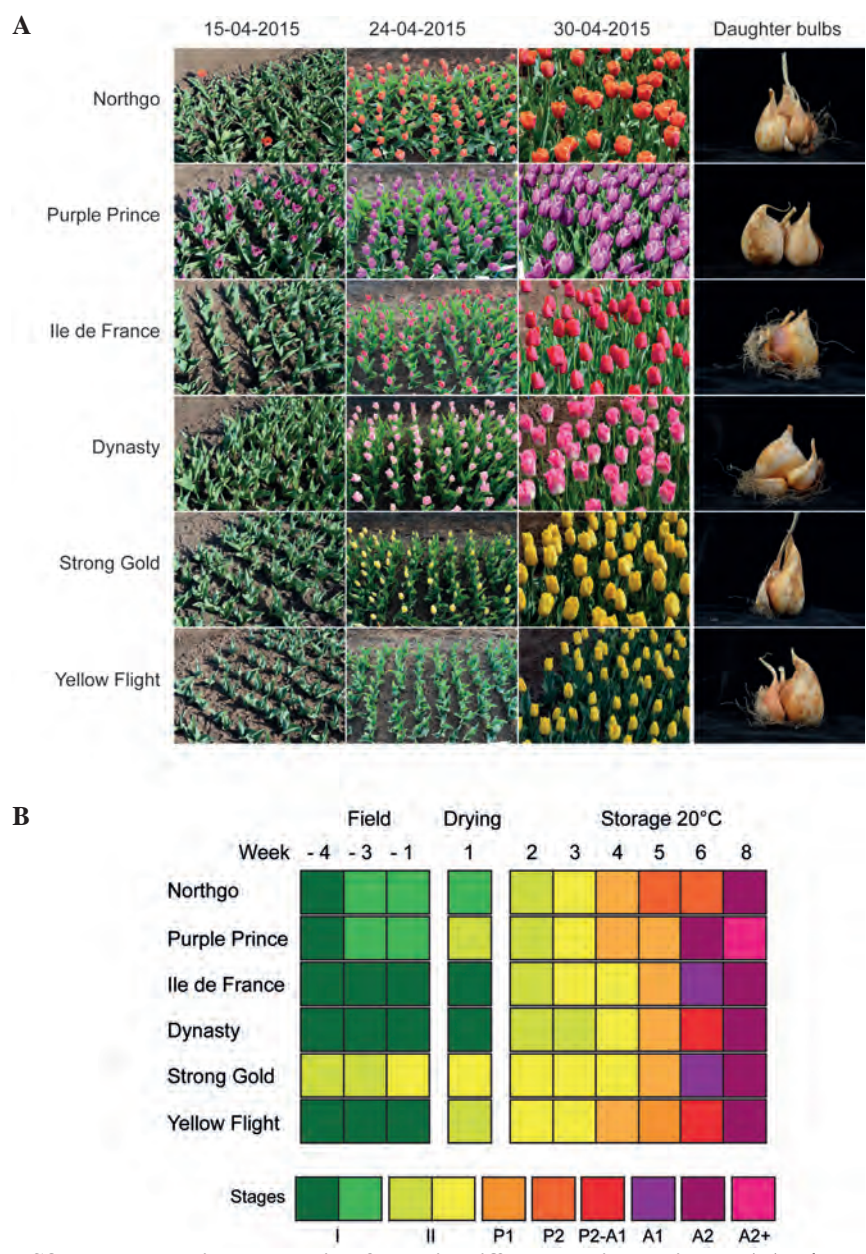 A
15-04-2015 24-04-2015 30-04-2015 Daughter bulbs
Northgo
Purple Prince
Ile de France
Dynasty
Strong Gold
Yellow Flight
B
Field Drying Storage 20°C
Week - 4 - 3 - 1 1 2 3 4 5 6 8
Northgo
Purple Prince
Ile de France
Dynasty
Strong Gold
Yellow Flight
Stages
I II P1 P2 P2-A1 A1 A2 A2+